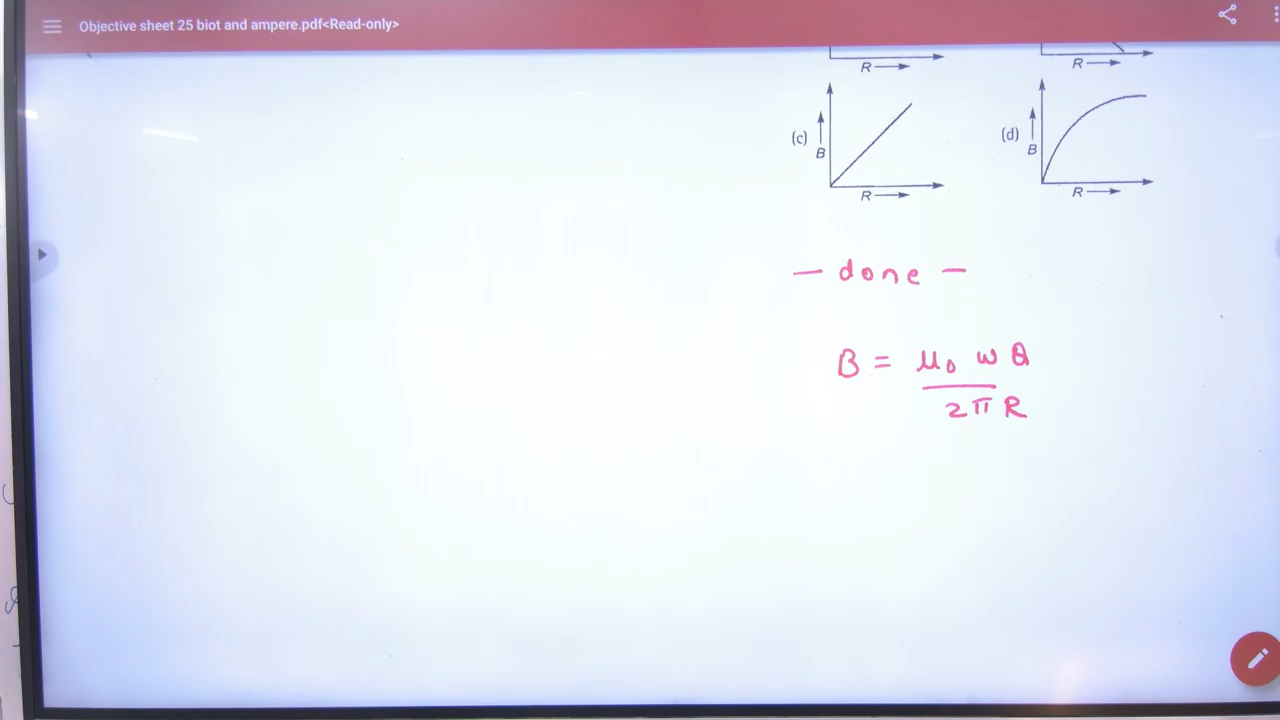 Objective sheet 25 biot and ampere.pdf<Read-only>
R → R →
(c) B ↑ (d) B ↑
R → R →
— done —
B = μ₀ ω Q
2π R